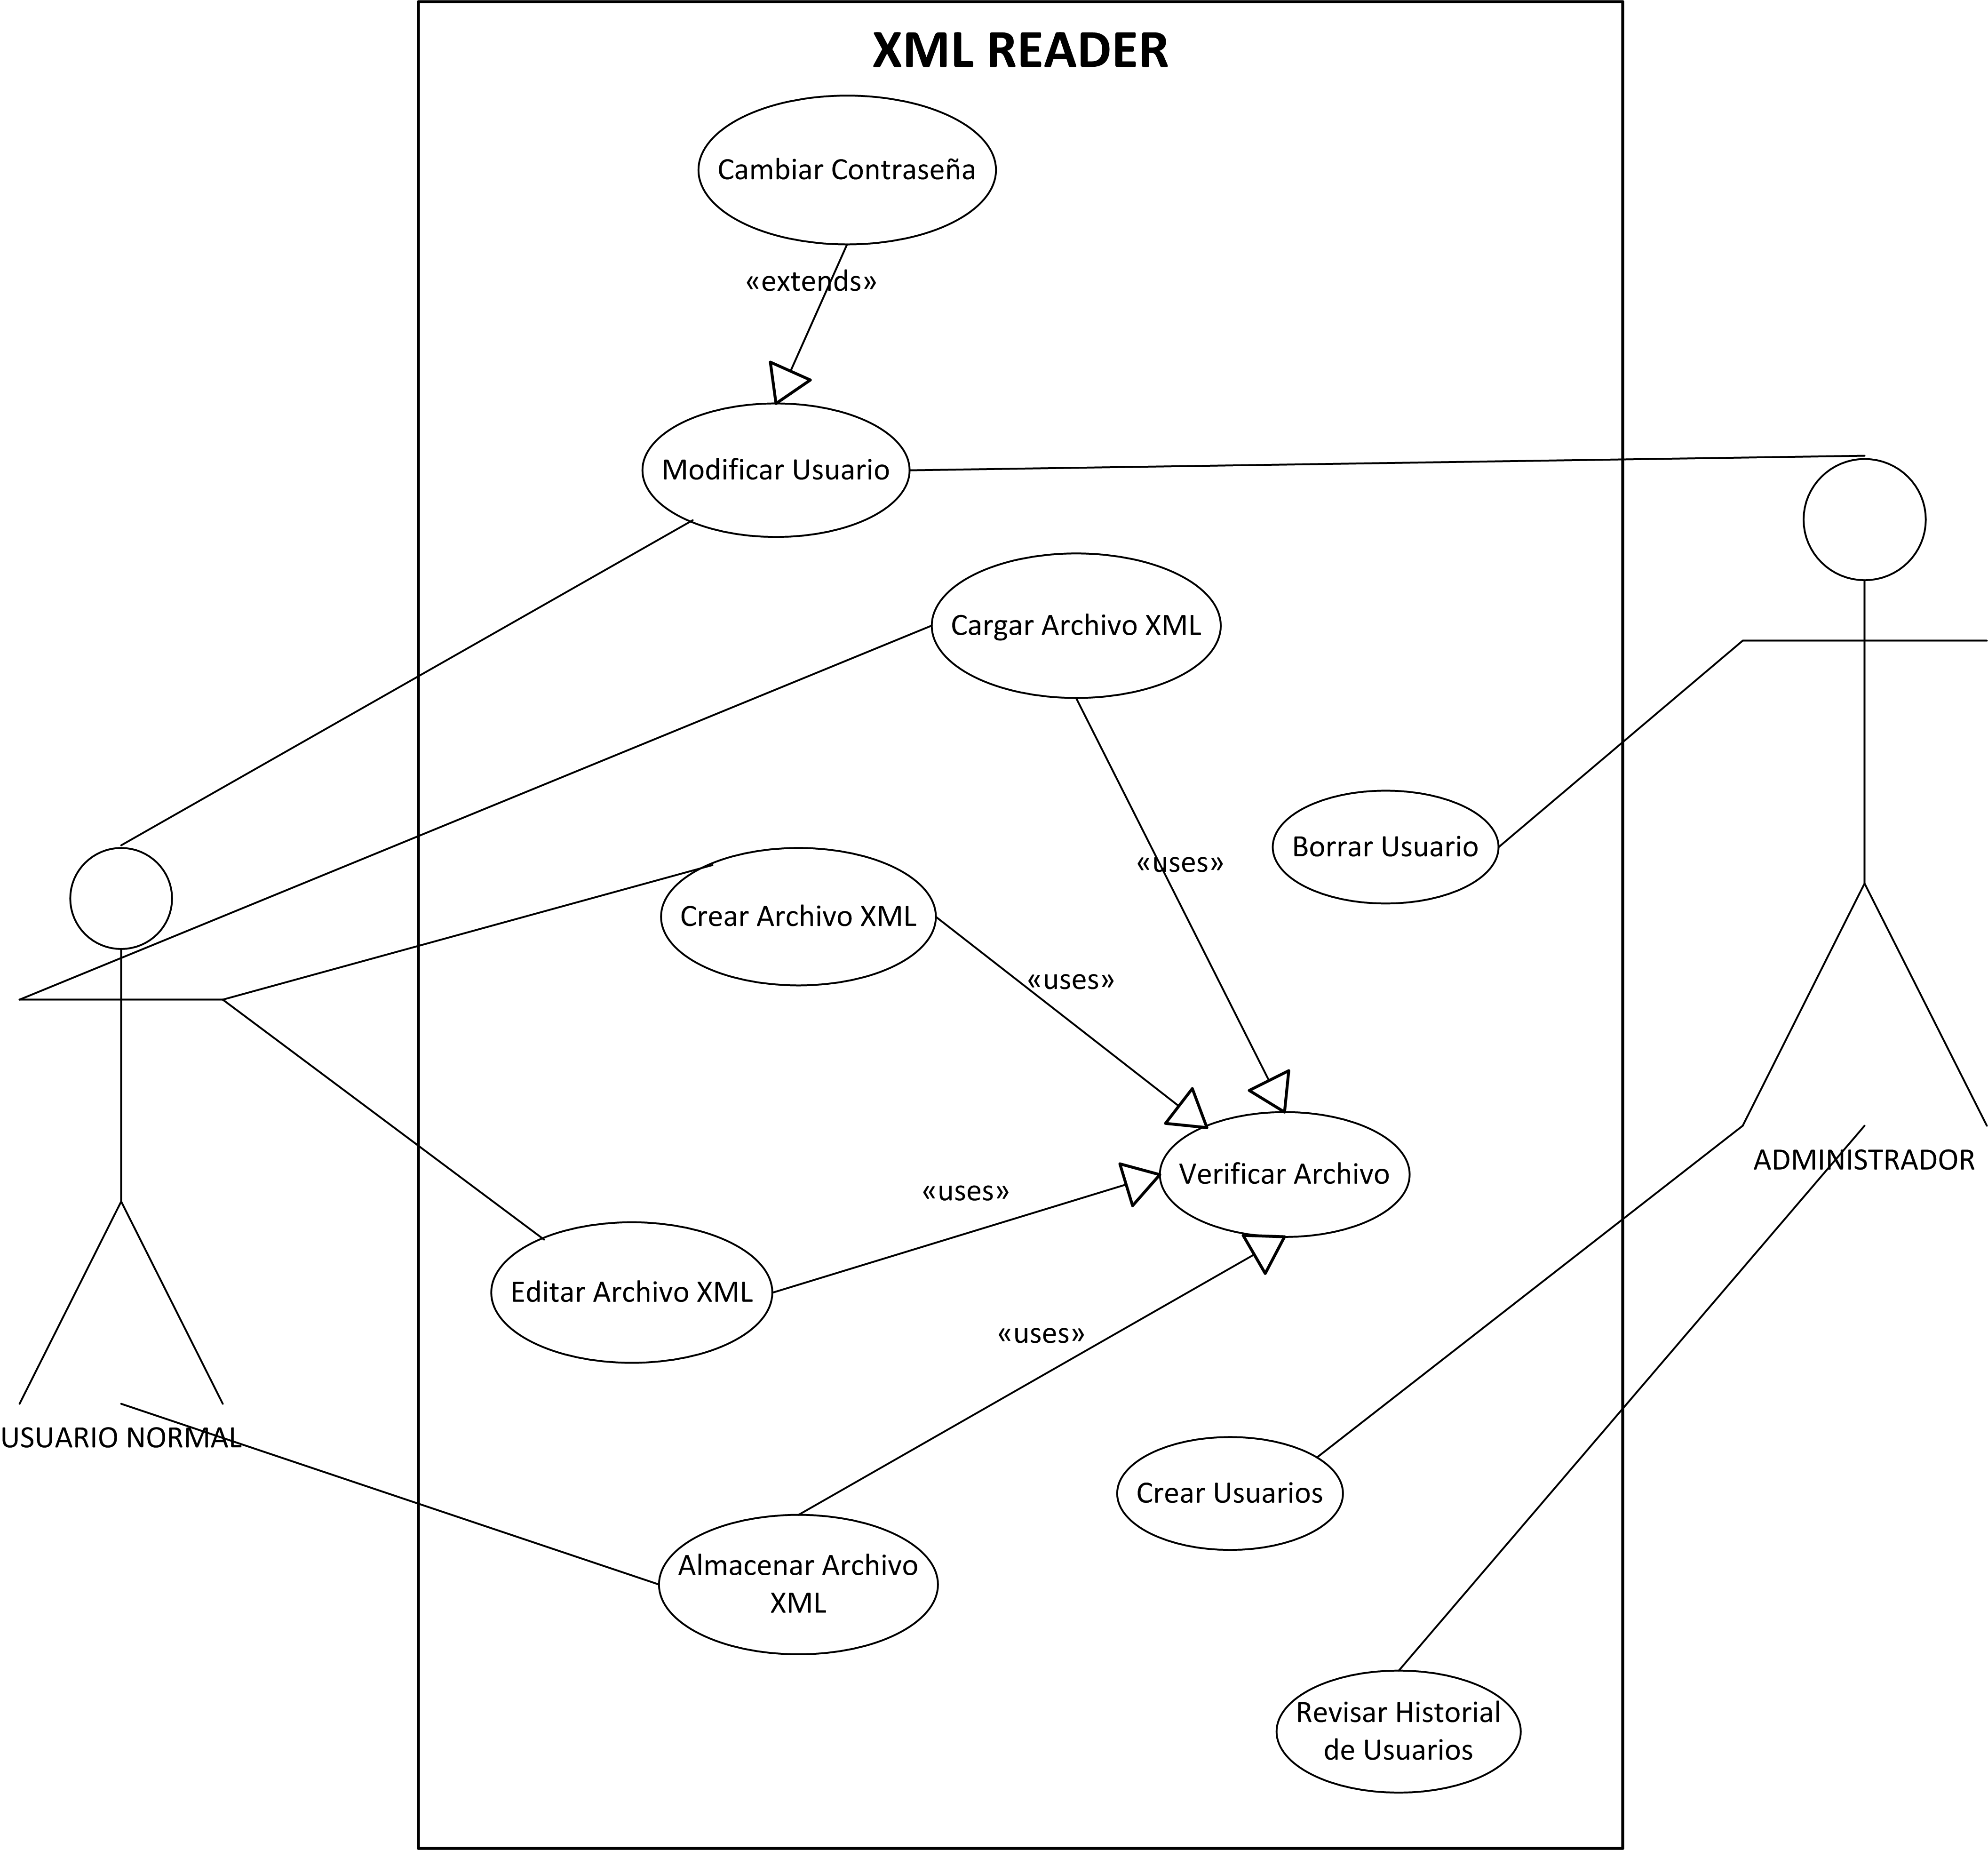 XML READER
Cambiar Contraseña
«extends»
Modificar Usuario
Cargar Archivo XML
Borrar Usuario
«uses»
Crear Archivo XML
«uses»
ADMINISTRADOR
Verificar Archivo
«uses»
Editar Archivo XML
«uses»
USUARIO NORMAL
Crear Usuarios
Almacenar Archivo
XML
Revisar Historial
de Usuarios